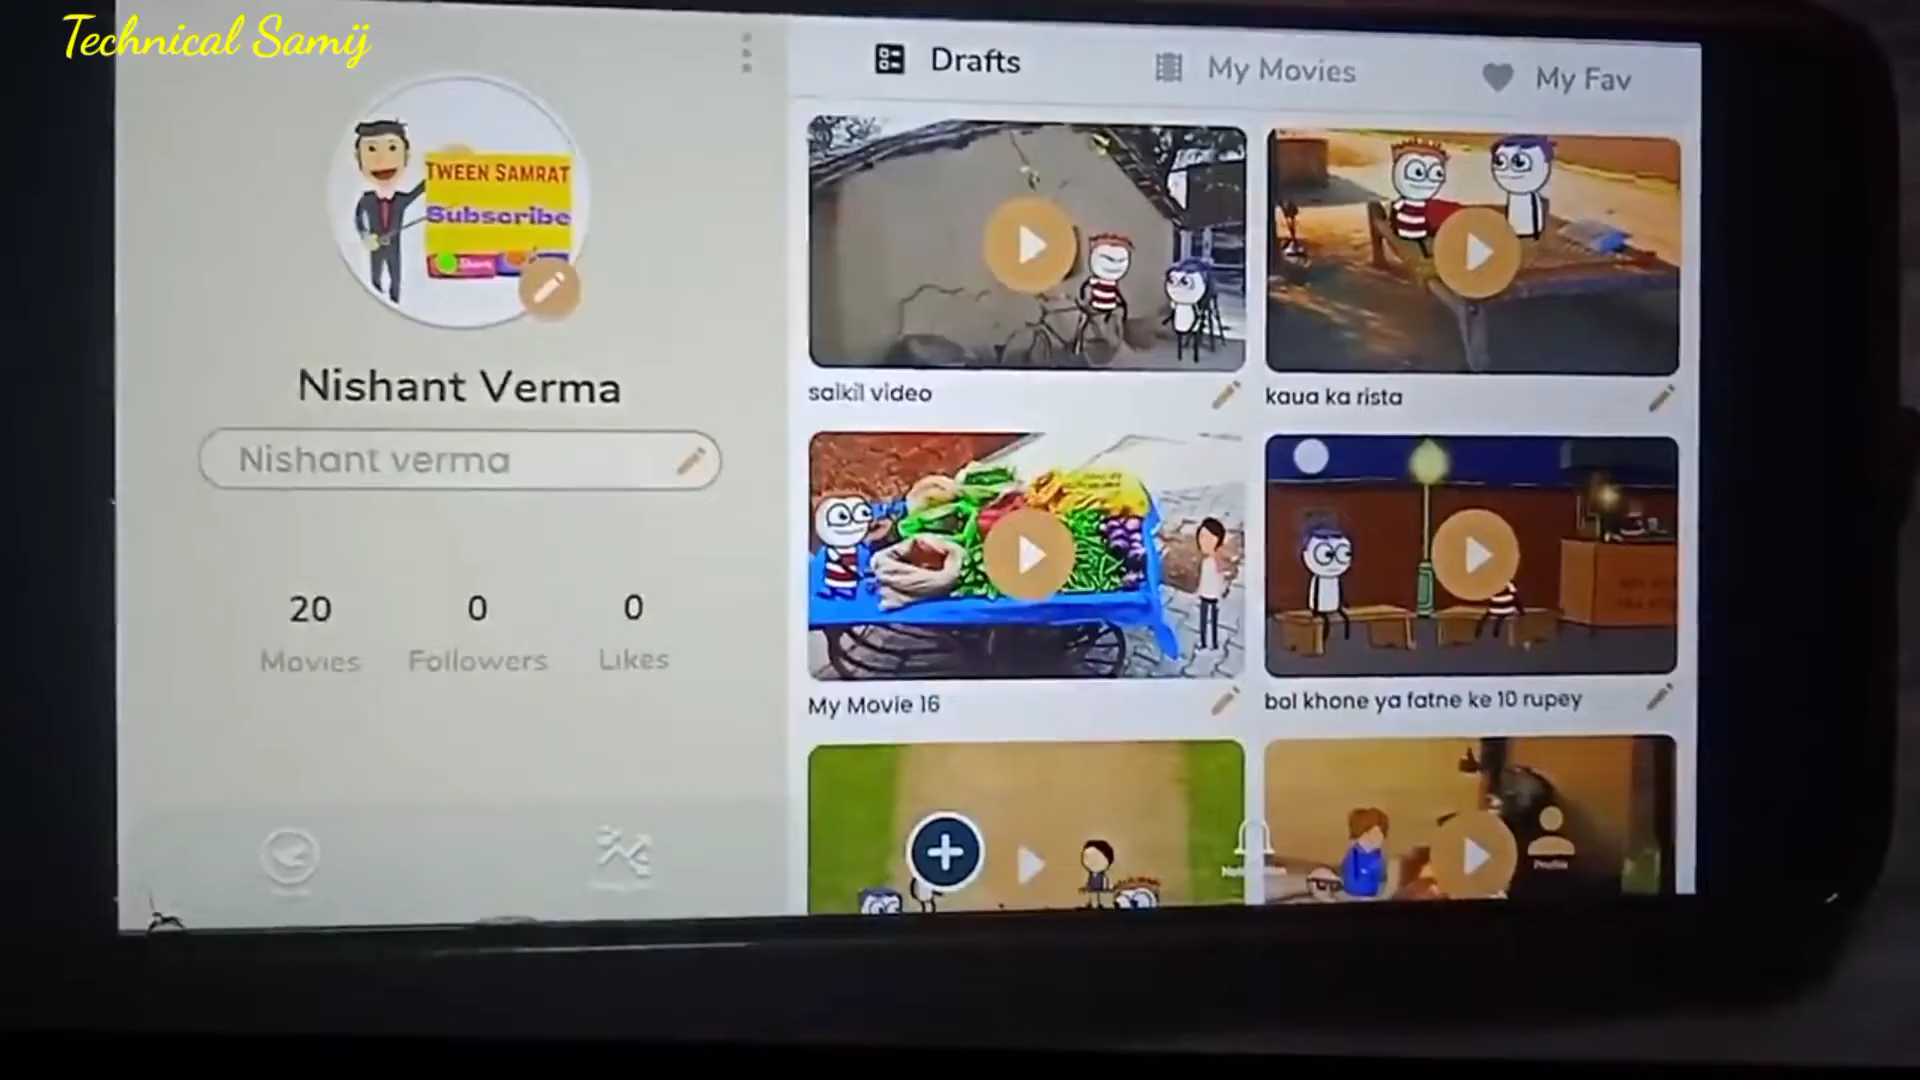 Technical Samij
Drafts
My Movies
My Fav
TWEEN SAMRAT
Subscribe
Nishant Verma
Nishant verma
20
0
0
Movies
Followers
Likes
saikil video
kaua ka rista
My Movie 16
bol khone ya fatne ke 10 rupey
Profile